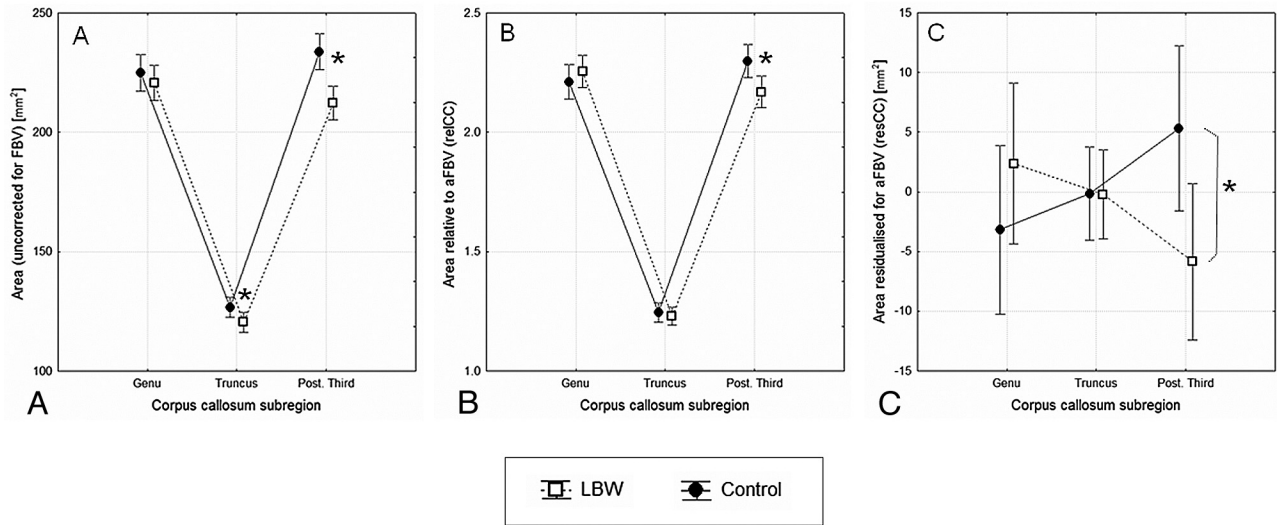 A
250
200
150
100
Area (uncorrected for FBV) [mm²]
*
*
Genu Truncus Post. Third
Corpus callosum subregion
A
B
2.5
2.0
1.5
1.0
Area relative to aFBV (relCC)
*
Genu Truncus Post. Third
Corpus callosum subregion
B
C
15
10
5
0
-5
-10
-15
Area residualised for aFBV (resCC) [mm²]
*
Genu Truncus Post. Third
Corpus callosum subregion
C
LBW Control